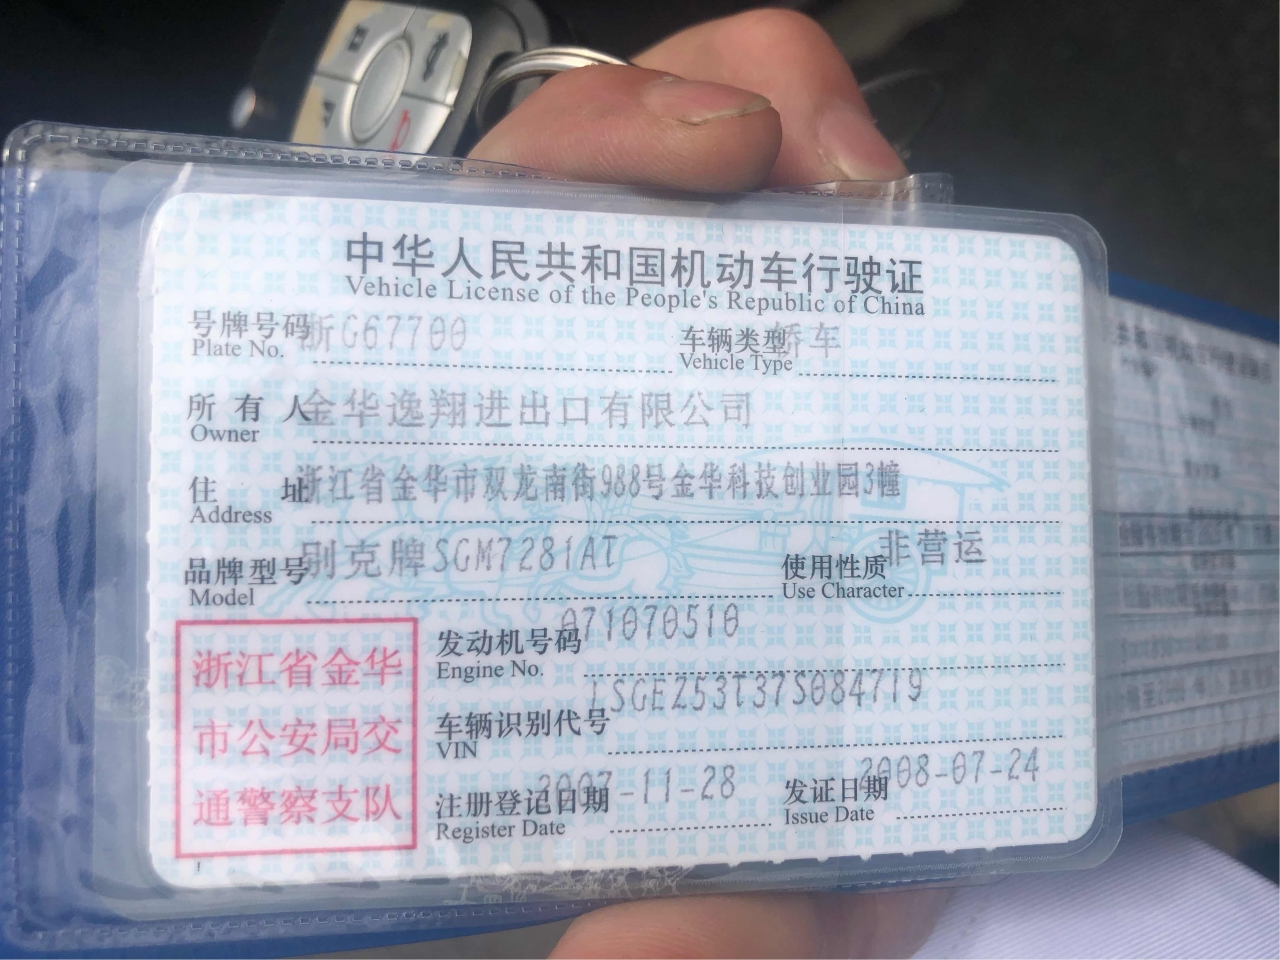 中华人民共和国机动车行驶证
Vehicle License of the People's Republic of China
号牌号码 浙G67700 车辆类型 轿车
Plate No. Vehicle Type
所有人 金华逸翔进出口有限公司
Owner
住址 浙江省金华市双龙南街988号金华科技创业园3幢
Address
品牌型号 别克牌SGM7281AT 使用性质 非营运
Model Use Character
浙江省金华
市公安局交
通警察支队
发动机号码 071070510
Engine No.
车辆识别代号 LSGEZ53T37S084719
VIN
注册登记日期 2007-11-28 发证日期 2008-07-24
Register Date Issue Date